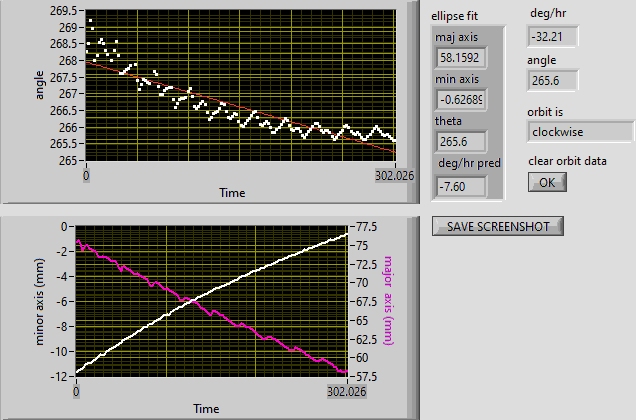 269.5
269
268.5
268
267.5
267
266.5
266
265.5
265
angle
0
302.026
Time
ellipse fit
maj axis
58.1592
min axis
-0.62689
theta
265.6
deg/hr pred
-7.60
deg/hr
-32.21
angle
265.6
orbit is
clockwise
clear orbit data
OK
SAVE SCREENSHOT
0
-2
-4
-6
-8
-10
-12
minor axis (mm)
77.5
75
72.5
70
67.5
65
62.5
60
57.5
major axis (mm)
0
302.026
Time